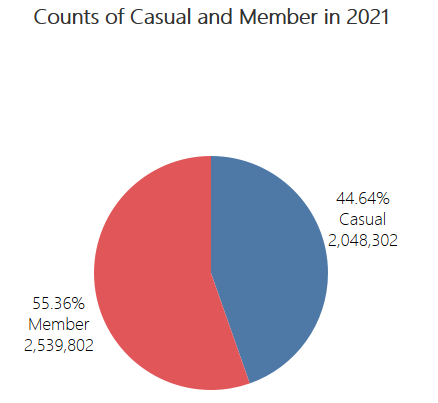 Counts of Casual and Member in 2021
44.64%
Casual
2,048,302
55.36%
Member
2,539,802